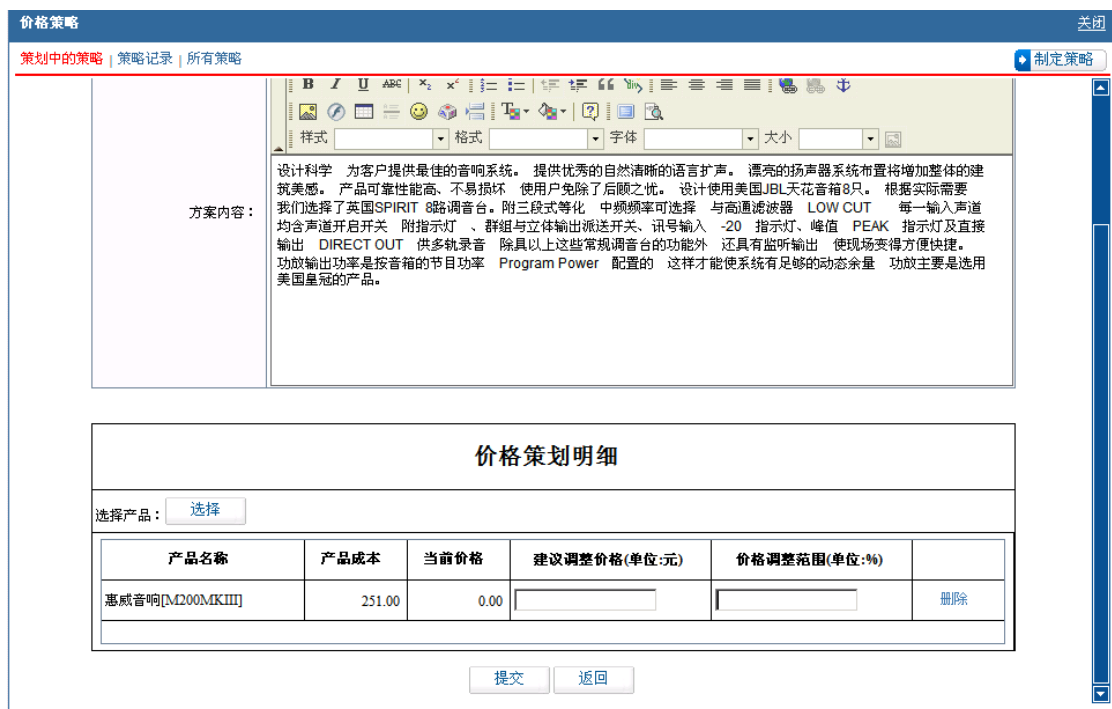 价格策略 关闭
策划中的策略 | 策略记录 | 所有策略 制定策略
B I U ABC ×₂ ×²
样式 格式 字体 大小
方案内容：
设计科学 为客户提供最佳的音响系统。 提供优秀的自然清晰的语言扩声。 漂亮的扬声器系统布置将增加整体的建
筑美感。 产品可靠性能高、不易损坏 使用户免除了后顾之忧。 设计使用美国JBL天花音箱8只。 根据实际需要
我们选择了英国SPIRIT 8路调音台。附三段式等化 中频频率可选择 与高通滤波器 LOW CUT 每一输入声道
均含声道开启开关 附指示灯 、群组与立体输出派送开关、讯号输入 -20 指示灯、峰值 PEAK 指示灯及直接
输出 DIRECT OUT 供多轨录音 除具以上这些常规调音台的功能外 还具有监听输出 使现场变得方便快捷。
功放输出功率是按音箱的节目功率 Program Power 配置的 这样才能使系统有足够的动态余量 功放主要是选用
美国皇冠的产品。
价格策划明细
选择产品： 选择
产品名称 产品成本 当前价格 建议调整价格(单位:元) 价格调整范围(单位:%)
惠威音响[M200MKIII] 251.00 0.00 删除
提交 返回